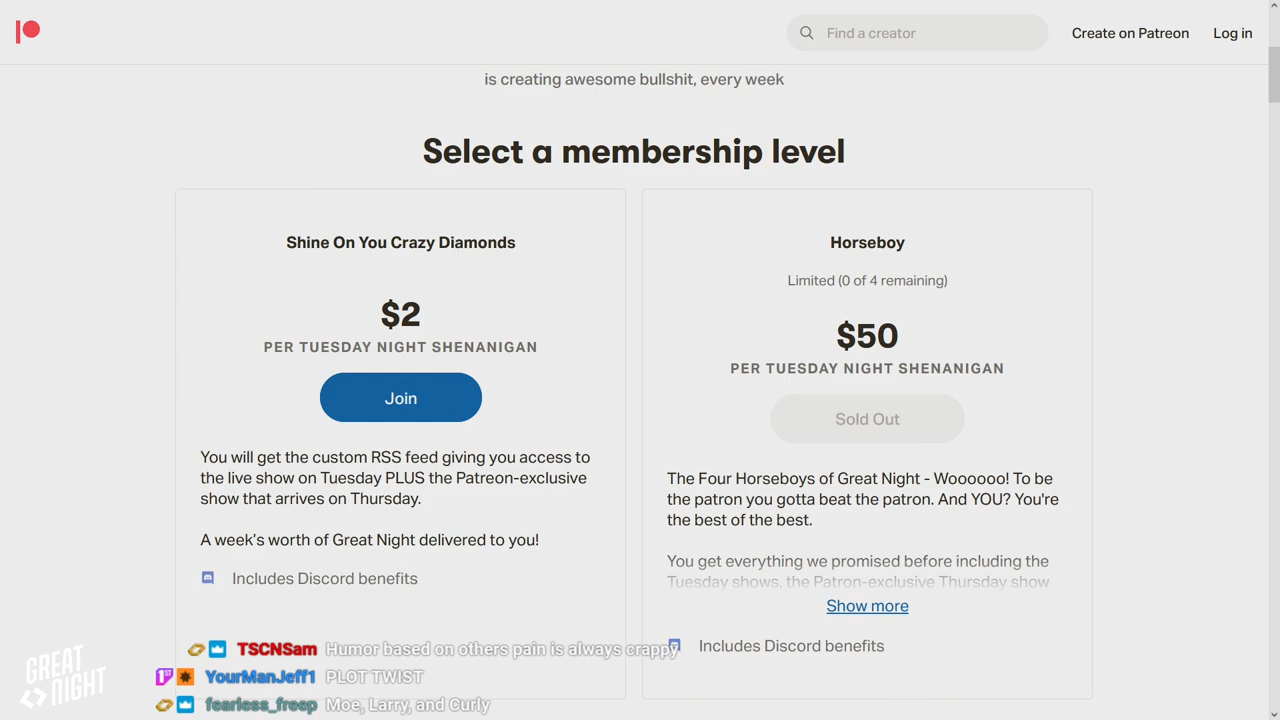 Find a creator
Create on Patreon
Log in
is creating awesome bullshit, every week
Select a membership level
Shine On You Crazy Diamonds
$2
PER TUESDAY NIGHT SHENANIGAN
Join
You will get the custom RSS feed giving you access to
the live show on Tuesday PLUS the Patreon-exclusive
show that arrives on Thursday.
A week’s worth of Great Night delivered to you!
Includes Discord benefits
Horseboy
Limited (0 of 4 remaining)
$50
PER TUESDAY NIGHT SHENANIGAN
Sold Out
The Four Horseboys of Great Night - Woooooo! To be
the patron you gotta beat the patron. And YOU? You're
the best of the best.
You get everything we promised before including the
Tuesday shows, the Patron-exclusive Thursday show
Show more
Includes Discord benefits
TSCNSam Humor based on others pain is always crappy
YourManJeff1 PLOT TWIST
fearless_freep Moe, Larry, and Curly
GREAT
NIGHT